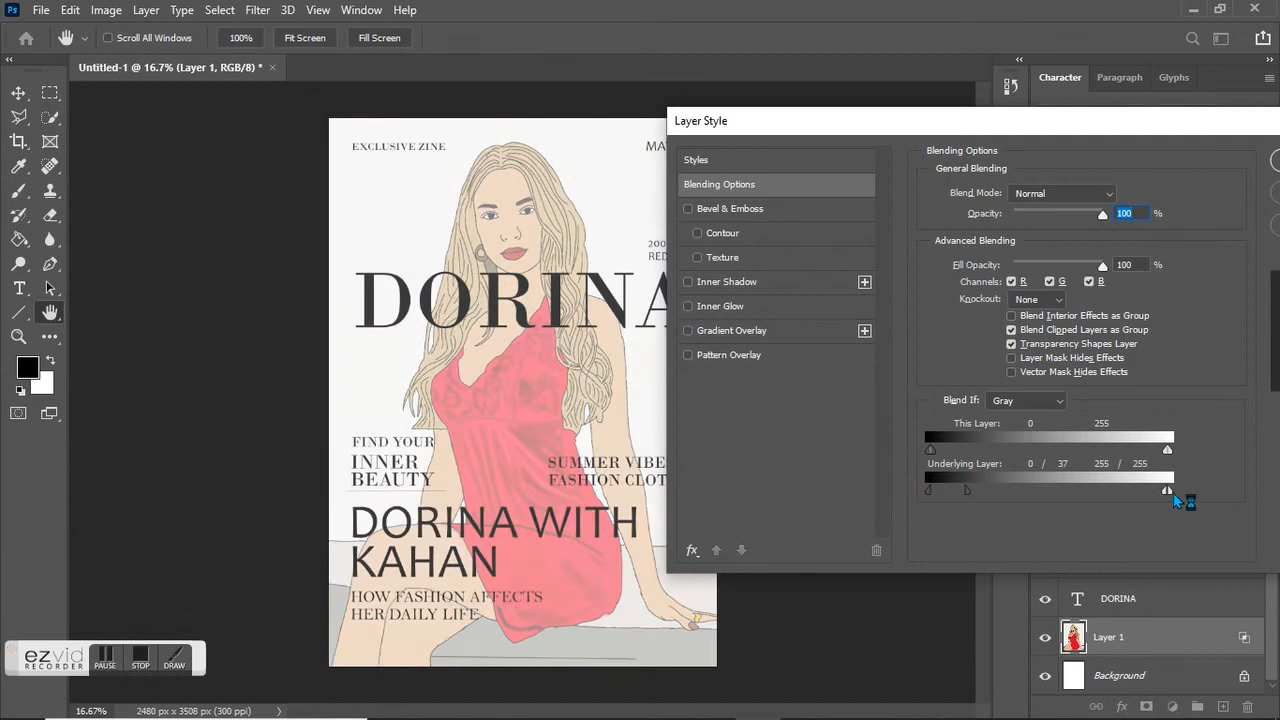 Ps File Edit Image Layer Type Select Filter 3D View Window Help
Scroll All Windows 100% Fit Screen Fill Screen
Untitled-1 @ 16.7% (Layer 1, RGB/8) *
Character Paragraph Glyphs
Layer Style
EXCLUSIVE ZINE
DORINA
FIND YOUR
INNER
BEAUTY
SUMMER VIBE
FASHION CLOT
DORINA WITH
KAHAN
HOW FASHION AFFECTS
HER DAILY LIFE
Styles
Blending Options
Bevel & Emboss
Contour
Texture
Inner Shadow
Inner Glow
Gradient Overlay
Pattern Overlay
fx
Blending Options
General Blending
Blend Mode: Normal
Opacity: 100 %
Advanced Blending
Fill Opacity: 100 %
Channels: R G B
Knockout: None
Blend Interior Effects as Group
Blend Clipped Layers as Group
Transparency Shapes Layer
Layer Mask Hides Effects
Vector Mask Hides Effects
Blend If: Gray
This Layer: 0 255
Underlying Layer: 0 / 37 255 / 255
T DORINA
Layer 1
Background
fx
ezvid
RECORDER
PAUSE STOP DRAW
16.67% 2480 px x 3508 px (300 ppi)